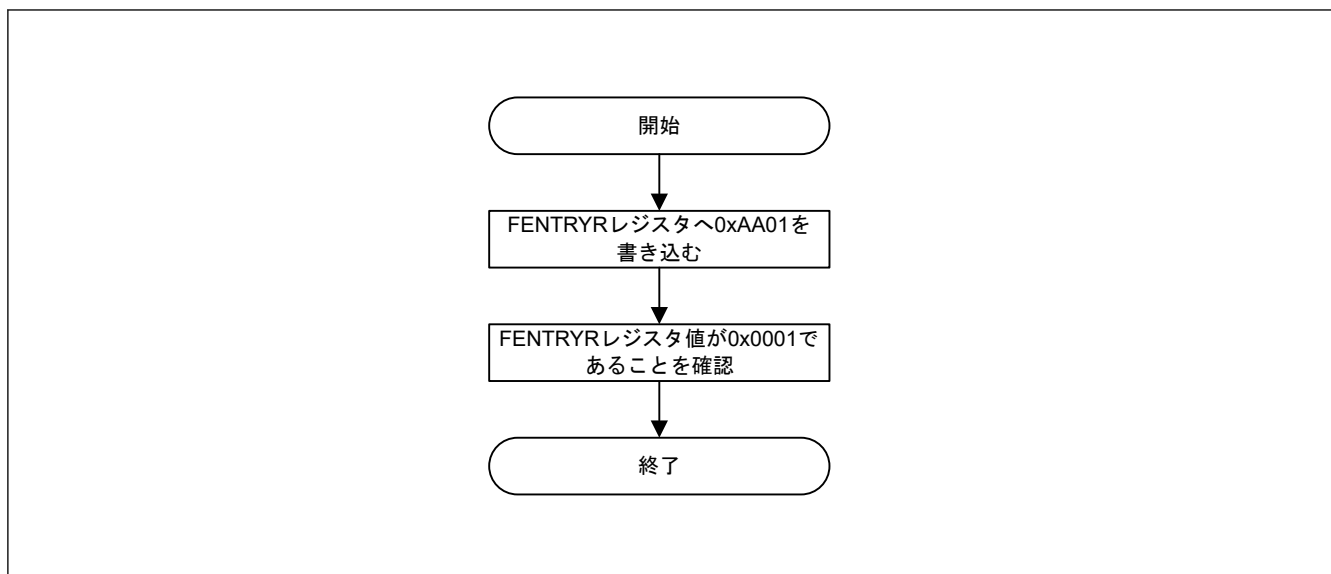 開始
FENTRYRレジスタへ0xAA01を
書き込む
FENTRYRレジスタ値が0x0001で
あることを確認
終了